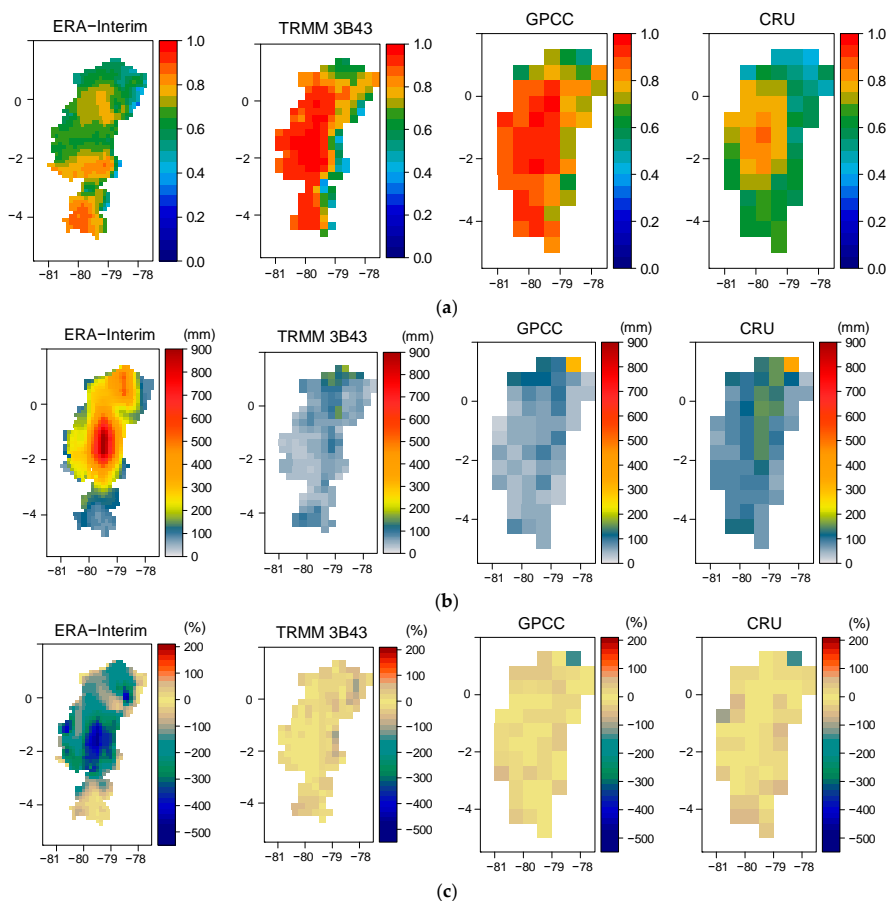 ERA−Interim TRMM 3B43 GPCC CRU
1.0 1.0 1.0 1.0
0.8 0.8 0.8 0.8
0 0 0 0
0.6 0.6 0.6 0.6
−2 −2 −2 −2
0.4 0.4 0.4 0.4
−4 −4 −4 −4
0.2 0.2 0.2 0.2
0.0 0.0 0.0 0.0
−81 −80 −79 −78 −81 −80 −79 −78 −81 −80 −79 −78 −81 −80 −79 −78
(a)
ERA−Interim (mm) TRMM 3B43 (mm) GPCC (mm) CRU (mm)
900 900 900 900
800 800 800 800
700 700 700 700
0 0 0 0
600 600 600 600
500 500 500 500
−2 −2 −2 −2
400 400 400 400
300 300 300 300
−4 −4 −4 −4
200 200 200 200
100 100 100 100
0 0 0 0
−81 −80 −79 −78 −81 −80 −79 −78 −81 −80 −79 −78 −81 −80 −79 −78
(b)
ERA−Interim (%) TRMM 3B43 (%) GPCC (%) CRU (%)
200 200 200 200
100 100 100 100
0 0 0 0
0 0 0 0
−100 −100 −100 −100
−2 −2 −2 −2
−200 −200 −200 −200
−300 −300 −300 −300
−4 −4 −4 −4
−400 −400 −400 −400
−500 −500 −500 −500
−81 −80 −79 −78 −81 −80 −79 −78 −81 −80 −79 −78 −81 −80 −79 −78
(c)